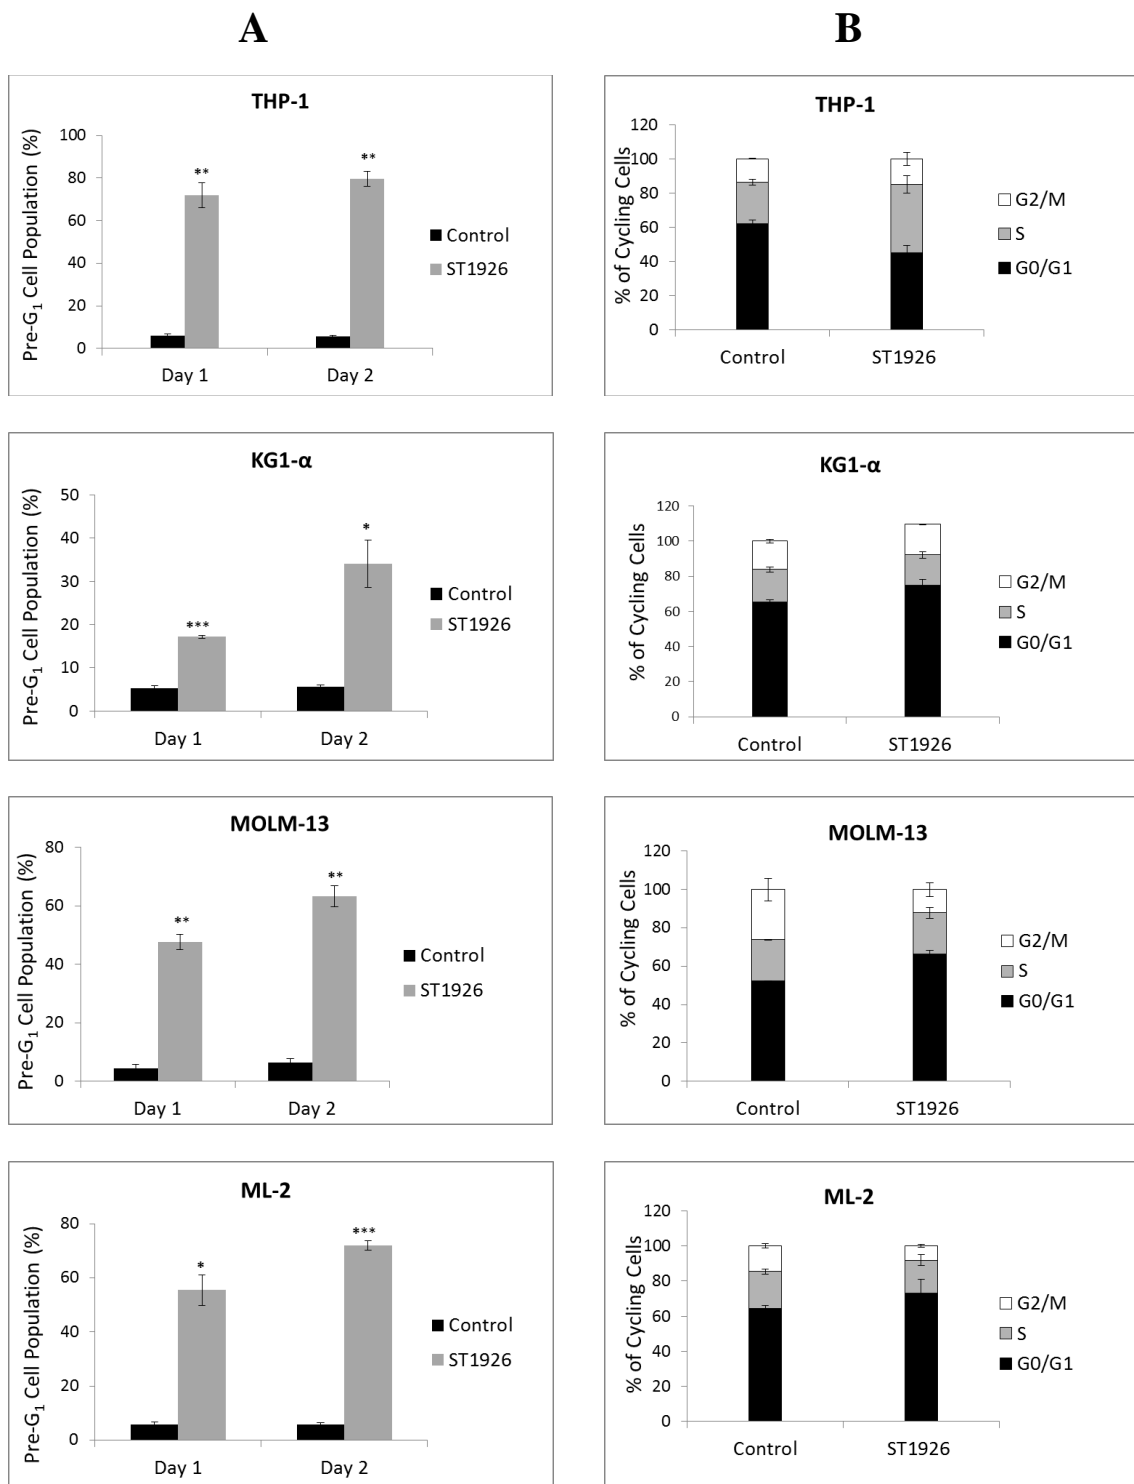 A
B
THP-1
Pre-G1 Cell Population (%)
100
80
60
40
20
0
**
**
Day 1
Day 2
Control
ST1926
THP-1
% of Cycling Cells
120
100
80
60
40
20
0
Control
ST1926
G2/M
S
G0/G1
KG1-α
Pre-G1 Cell Population (%)
50
40
30
20
10
0
***
*
Day 1
Day 2
Control
ST1926
KG1-α
% of Cycling Cells
120
100
80
60
40
20
0
Control
ST1926
G2/M
S
G0/G1
MOLM-13
Pre-G1 Cell Population (%)
80
60
40
20
0
**
**
Day 1
Day 2
Control
ST1926
MOLM-13
% of Cycling Cells
120
100
80
60
40
20
0
Control
ST1926
G2/M
S
G0/G1
ML-2
Pre-G1 Cell Population (%)
80
60
40
20
0
*
***
Day 1
Day 2
Control
ST1926
ML-2
% of Cycling Cells
120
100
80
60
40
20
0
Control
ST1926
G2/M
S
G0/G1